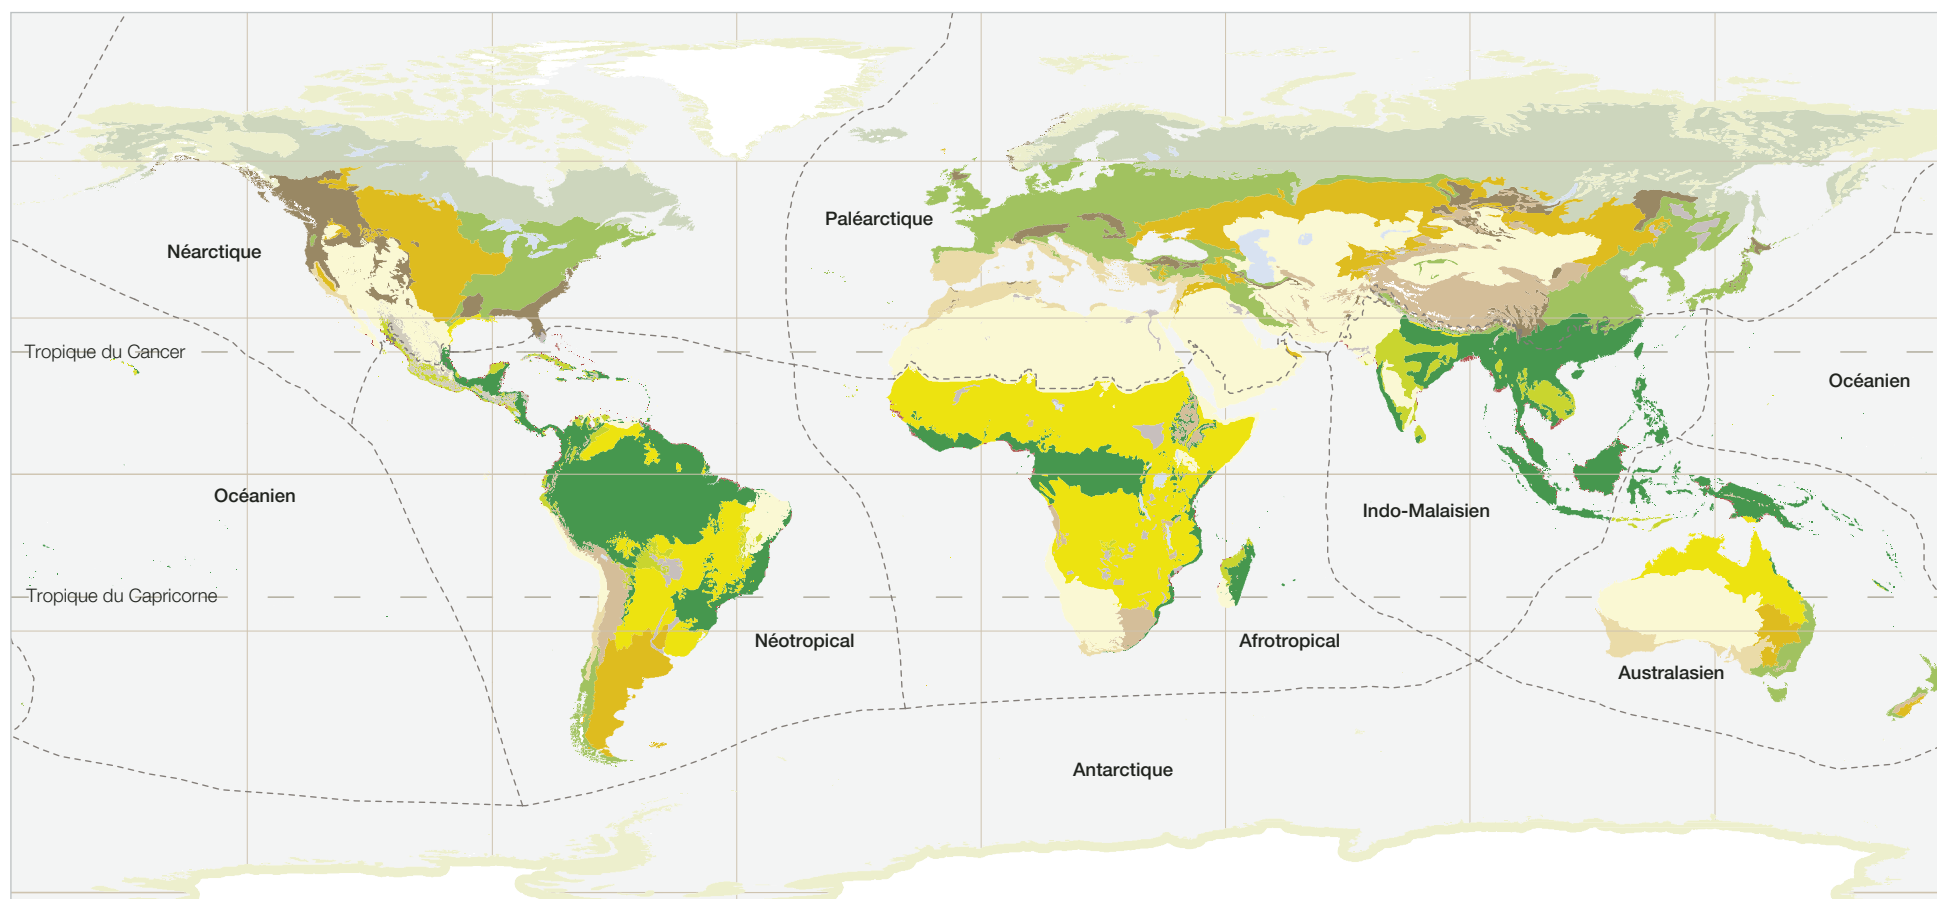 Paléarctique
Néarctique
Tropique du Cancer
Océanien
Océanien
Indo-Malaisien
Tropique du Capricorne
Néotropical
Afrotropical
Australasien
Antarctique